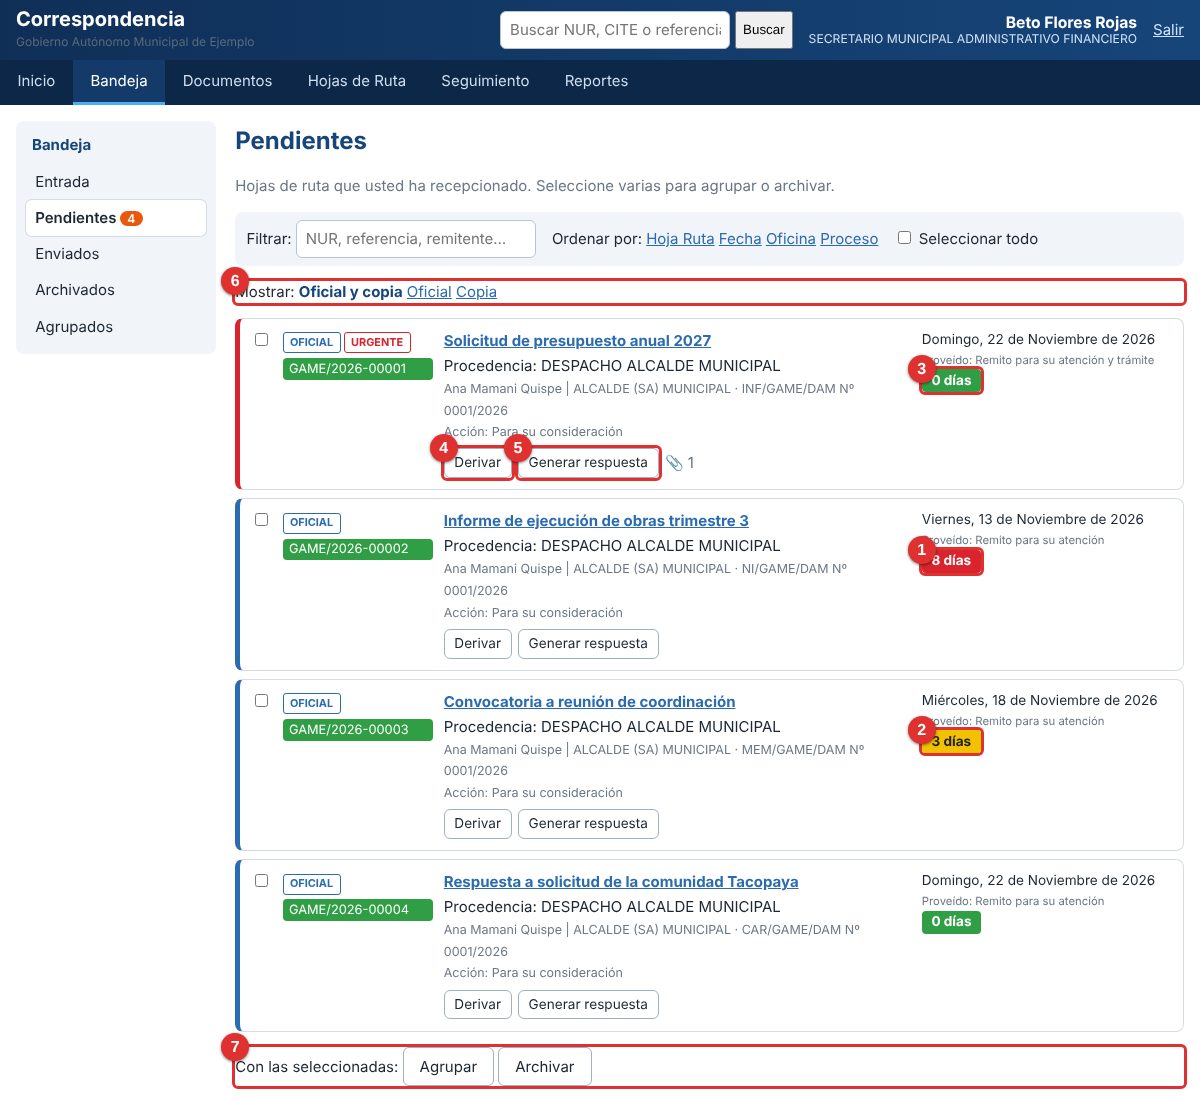 Correspondencia
Gobierno Autónomo Municipal de Ejemplo
Buscar NUR, CITE o referencia
Buscar
Beto Flores Rojas
SECRETARIO MUNICIPAL ADMINISTRATIVO FINANCIERO
Salir
Inicio Bandeja Documentos Hojas de Ruta Seguimiento Reportes
Bandeja
Entrada
Pendientes 4
Enviados
Archivados
Agrupados
Pendientes
Hojas de ruta que usted ha recepcionado. Seleccione varias para agrupar o archivar.
Filtrar: NUR, referencia, remitente... Ordenar por: Hoja Ruta Fecha Oficina Proceso Seleccionar todo
6
Mostrar: Oficial y copia Oficial Copia
OFICIAL URGENTE
GAME/2026-00001
Solicitud de presupuesto anual 2027
Procedencia: DESPACHO ALCALDE MUNICIPAL
Ana Mamani Quispe | ALCALDE (SA) MUNICIPAL · INF/GAME/DAM Nº
0001/2026
Acción: Para su consideración
4 Derivar 5 Generar respuesta 1
Domingo, 22 de Noviembre de 2026
Proveído: Remito para su atención y trámite
3 0 días
OFICIAL
GAME/2026-00002
Informe de ejecución de obras trimestre 3
Procedencia: DESPACHO ALCALDE MUNICIPAL
Ana Mamani Quispe | ALCALDE (SA) MUNICIPAL · NI/GAME/DAM Nº
0001/2026
Acción: Para su consideración
Derivar Generar respuesta
Viernes, 13 de Noviembre de 2026
Proveído: Remito para su atención
1 8 días
OFICIAL
GAME/2026-00003
Convocatoria a reunión de coordinación
Procedencia: DESPACHO ALCALDE MUNICIPAL
Ana Mamani Quispe | ALCALDE (SA) MUNICIPAL · MEM/GAME/DAM Nº
0001/2026
Acción: Para su consideración
Derivar Generar respuesta
Miércoles, 18 de Noviembre de 2026
Proveído: Remito para su atención
2 3 días
OFICIAL
GAME/2026-00004
Respuesta a solicitud de la comunidad Tacopaya
Procedencia: DESPACHO ALCALDE MUNICIPAL
Ana Mamani Quispe | ALCALDE (SA) MUNICIPAL · CAR/GAME/DAM Nº
0001/2026
Acción: Para su consideración
Derivar Generar respuesta
Domingo, 22 de Noviembre de 2026
Proveído: Remito para su atención
0 días
7
Con las seleccionadas: Agrupar Archivar